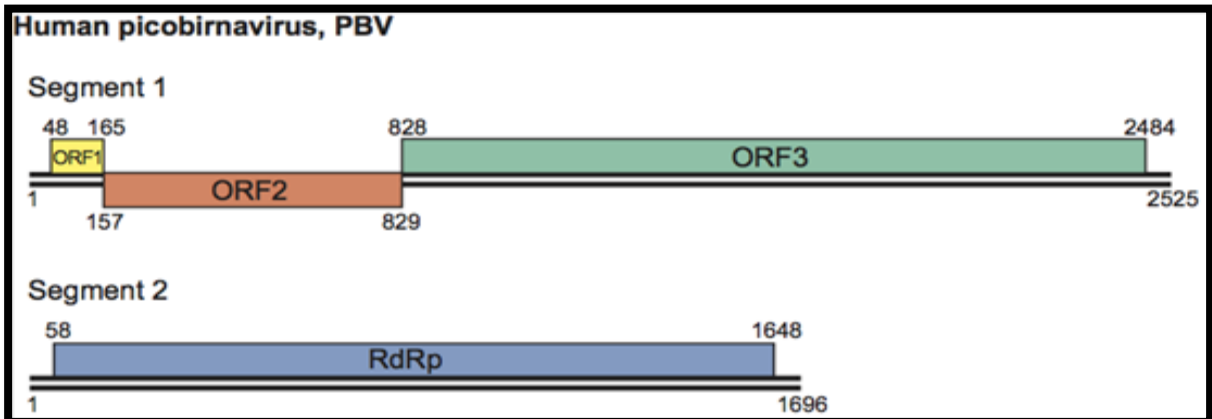 Human picobirnavirus, PBV
Segment 1
48 165 828 2484
ORF1 ORF3
ORF2
1 2525
157 829
Segment 2
58 1648
RdRp
1 1696